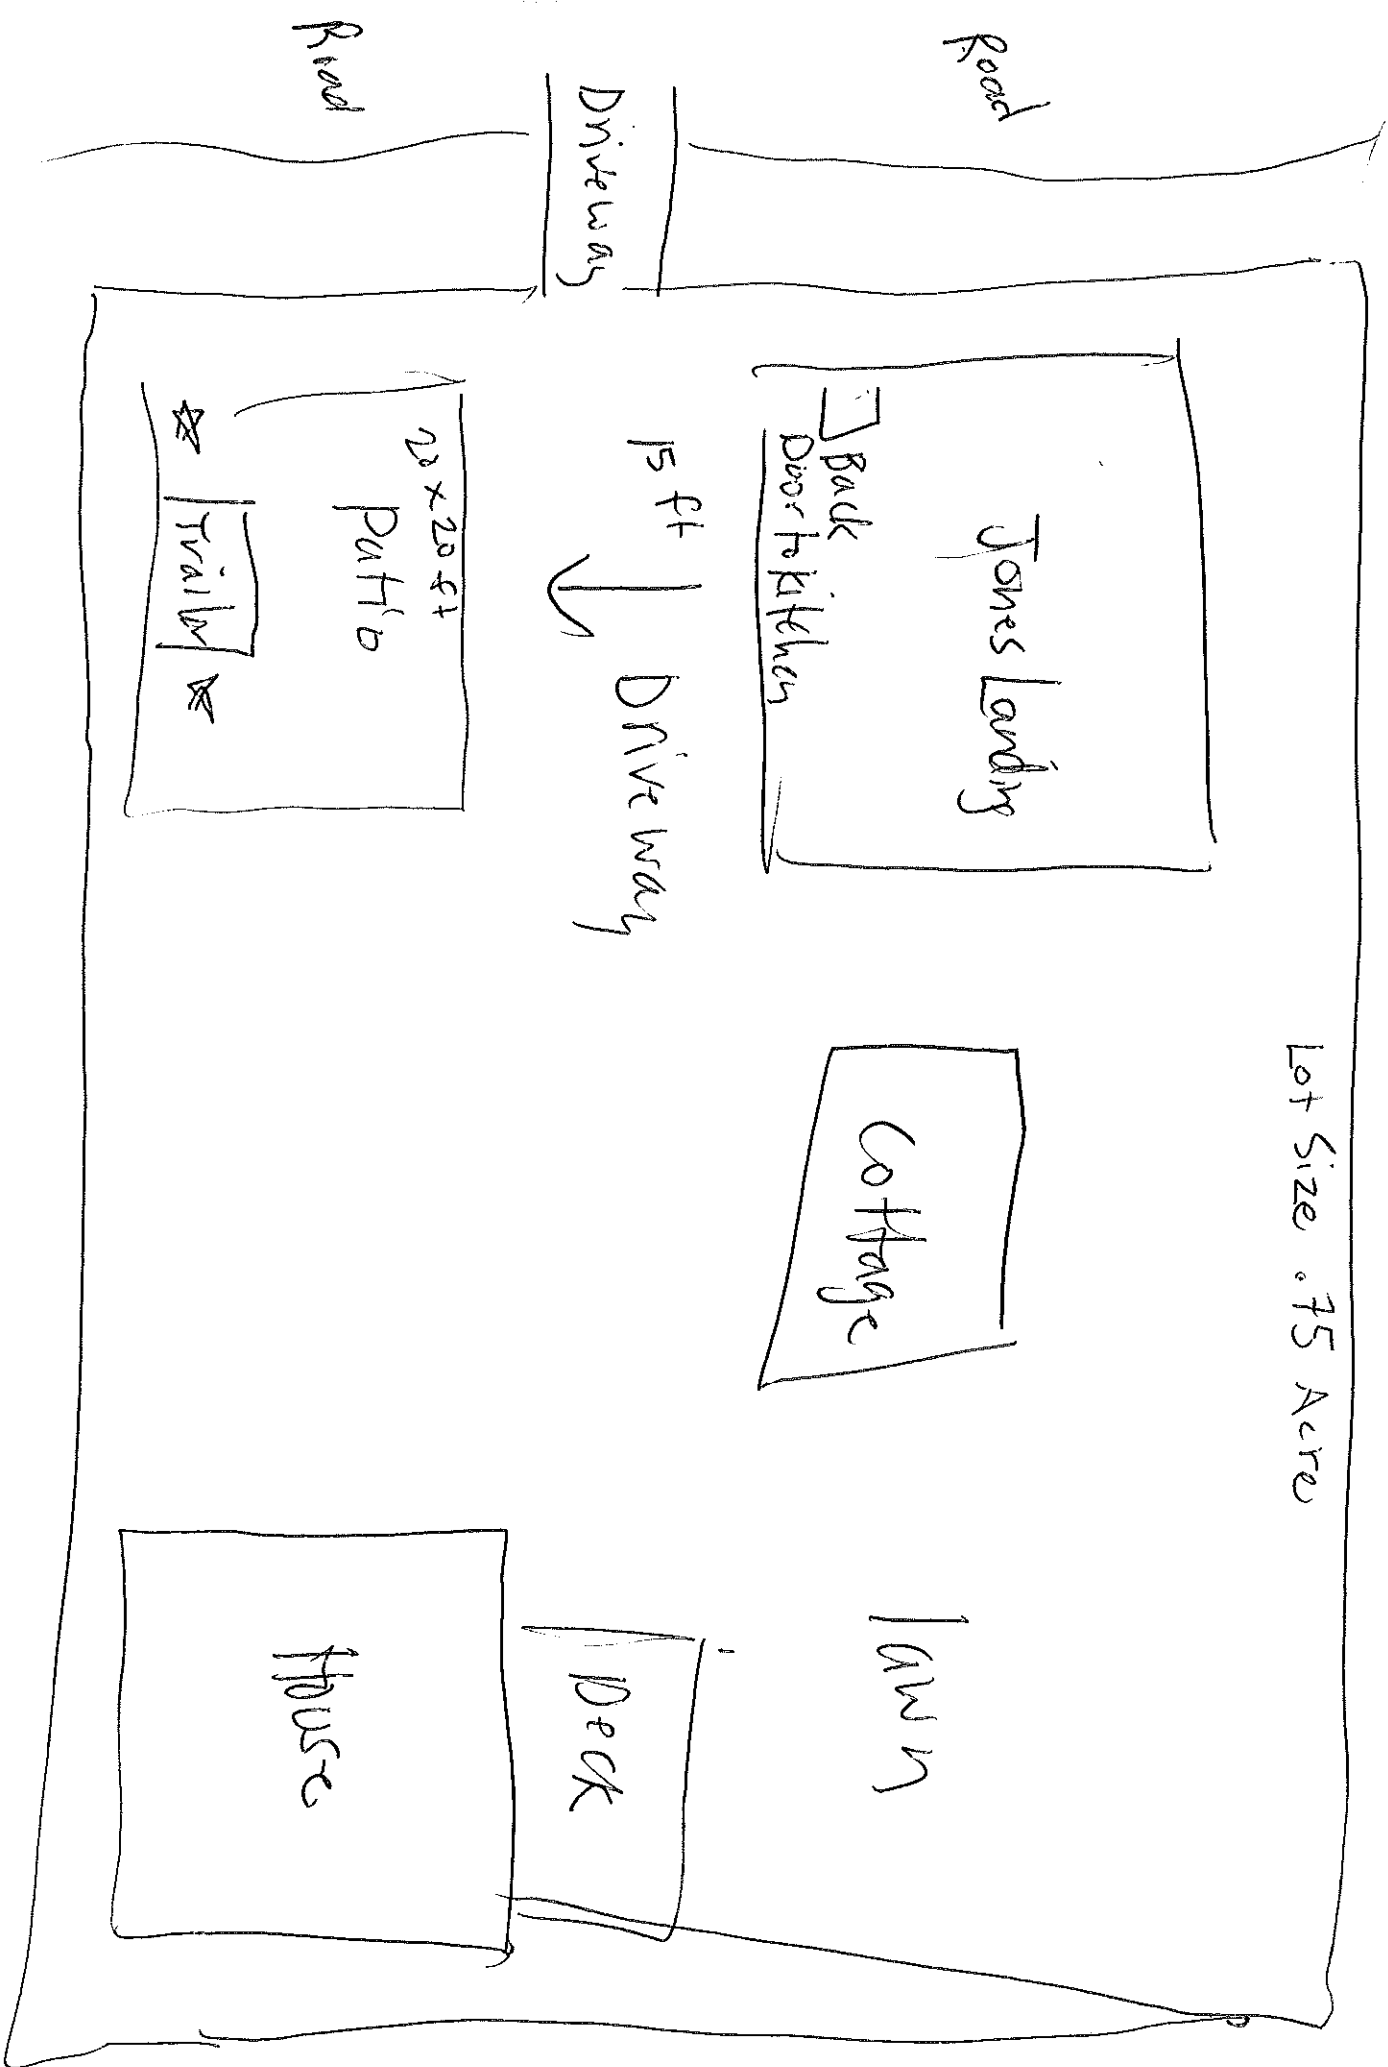 Road
Road
Driveway
Lot Size .75 Acre
Jones Landing
Back
Door to kitchen
15 ft
Driveway
20 x 20 ft
Patio
Trailer
Cottage
lawn
Deck
House